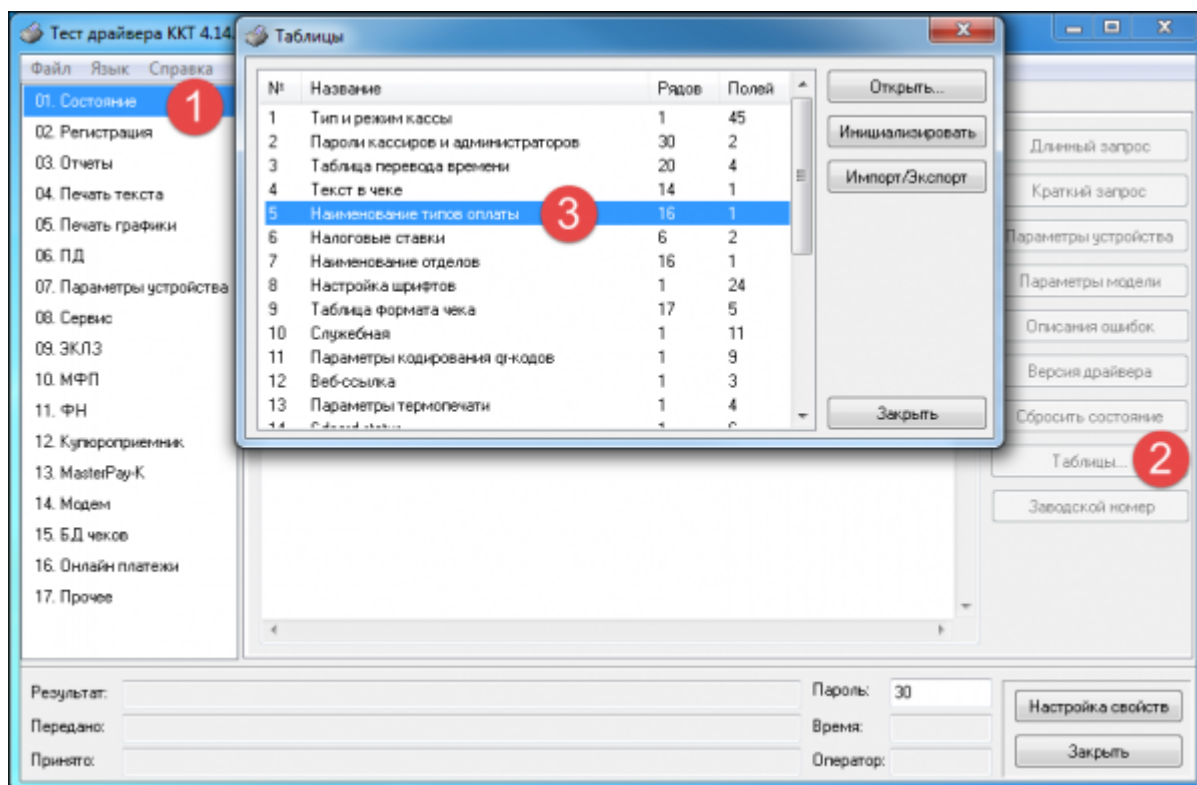 Тест драйвера ККТ 4.14.
Таблицы
Файл Язык Справка
01. Состояние
1
02. Регистрация
03. Отчеты
04. Печать текста
05. Печать графики
06. ПД
07. Параметры устройства
08. Сервис
09. ЭКЛЗ
10. МФП
11. ФН
12. Купюроприемник
13. MasterPay-K
14. Модем
15. БД чеков
16. Онлайн платежи
17. Прочее
№ Название Рядов Полей
1 Тип и режим кассы 1 45
2 Пароли кассиров и администраторов 30 2
3 Таблица перевода времени 20 4
4 Текст в чеке 14 1
5 Наименование типов оплаты 3 16 1
6 Налоговые ставки 6 2
7 Наименование отделов 16 1
8 Настройка шрифтов 1 24
9 Таблица формата чека 17 5
10 Служебная 1 11
11 Параметры кодирования qr-кодов 1 9
12 Веб-ссылка 1 3
13 Параметры термопечати 1 4
Открыть...
Инициализировать
Импорт/Экспорт
Закрыть
Длинный запрос
Краткий запрос
Параметры устройства
Параметры модели
Описания ошибок
Версия драйвера
Сбросить состояние
Таблицы...
2
Заводской номер
Результат:
Передано:
Принято:
Пароль: 30
Время:
Оператор:
Настройка свойств
Закрыть